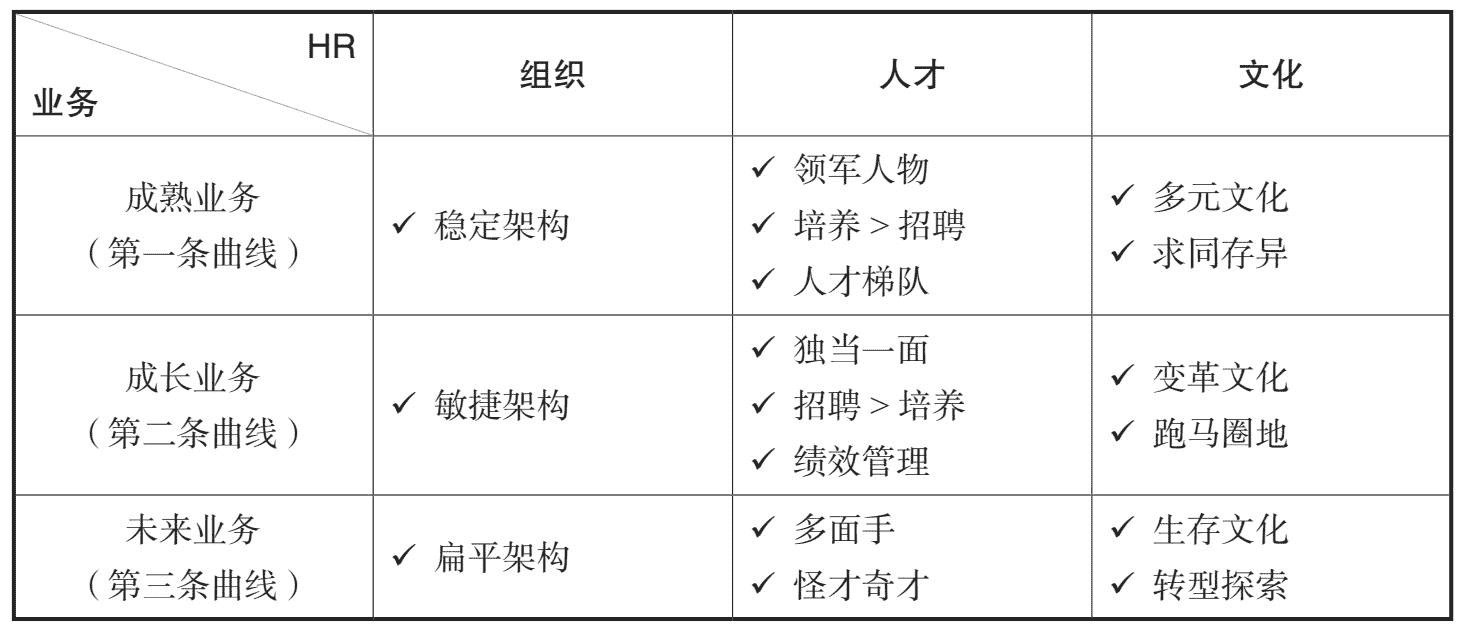 HR
业务
组织
人才
文化
成熟业务
（第一条曲线）
✓ 稳定架构
✓ 领军人物
✓ 培养 > 招聘
✓ 人才梯队
✓ 多元文化
✓ 求同存异
成长业务
（第二条曲线）
✓ 敏捷架构
✓ 独当一面
✓ 招聘 > 培养
✓ 绩效管理
✓ 变革文化
✓ 跑马圈地
未来业务
（第三条曲线）
✓ 扁平架构
✓ 多面手
✓ 怪才奇才
✓ 生存文化
✓ 转型探索